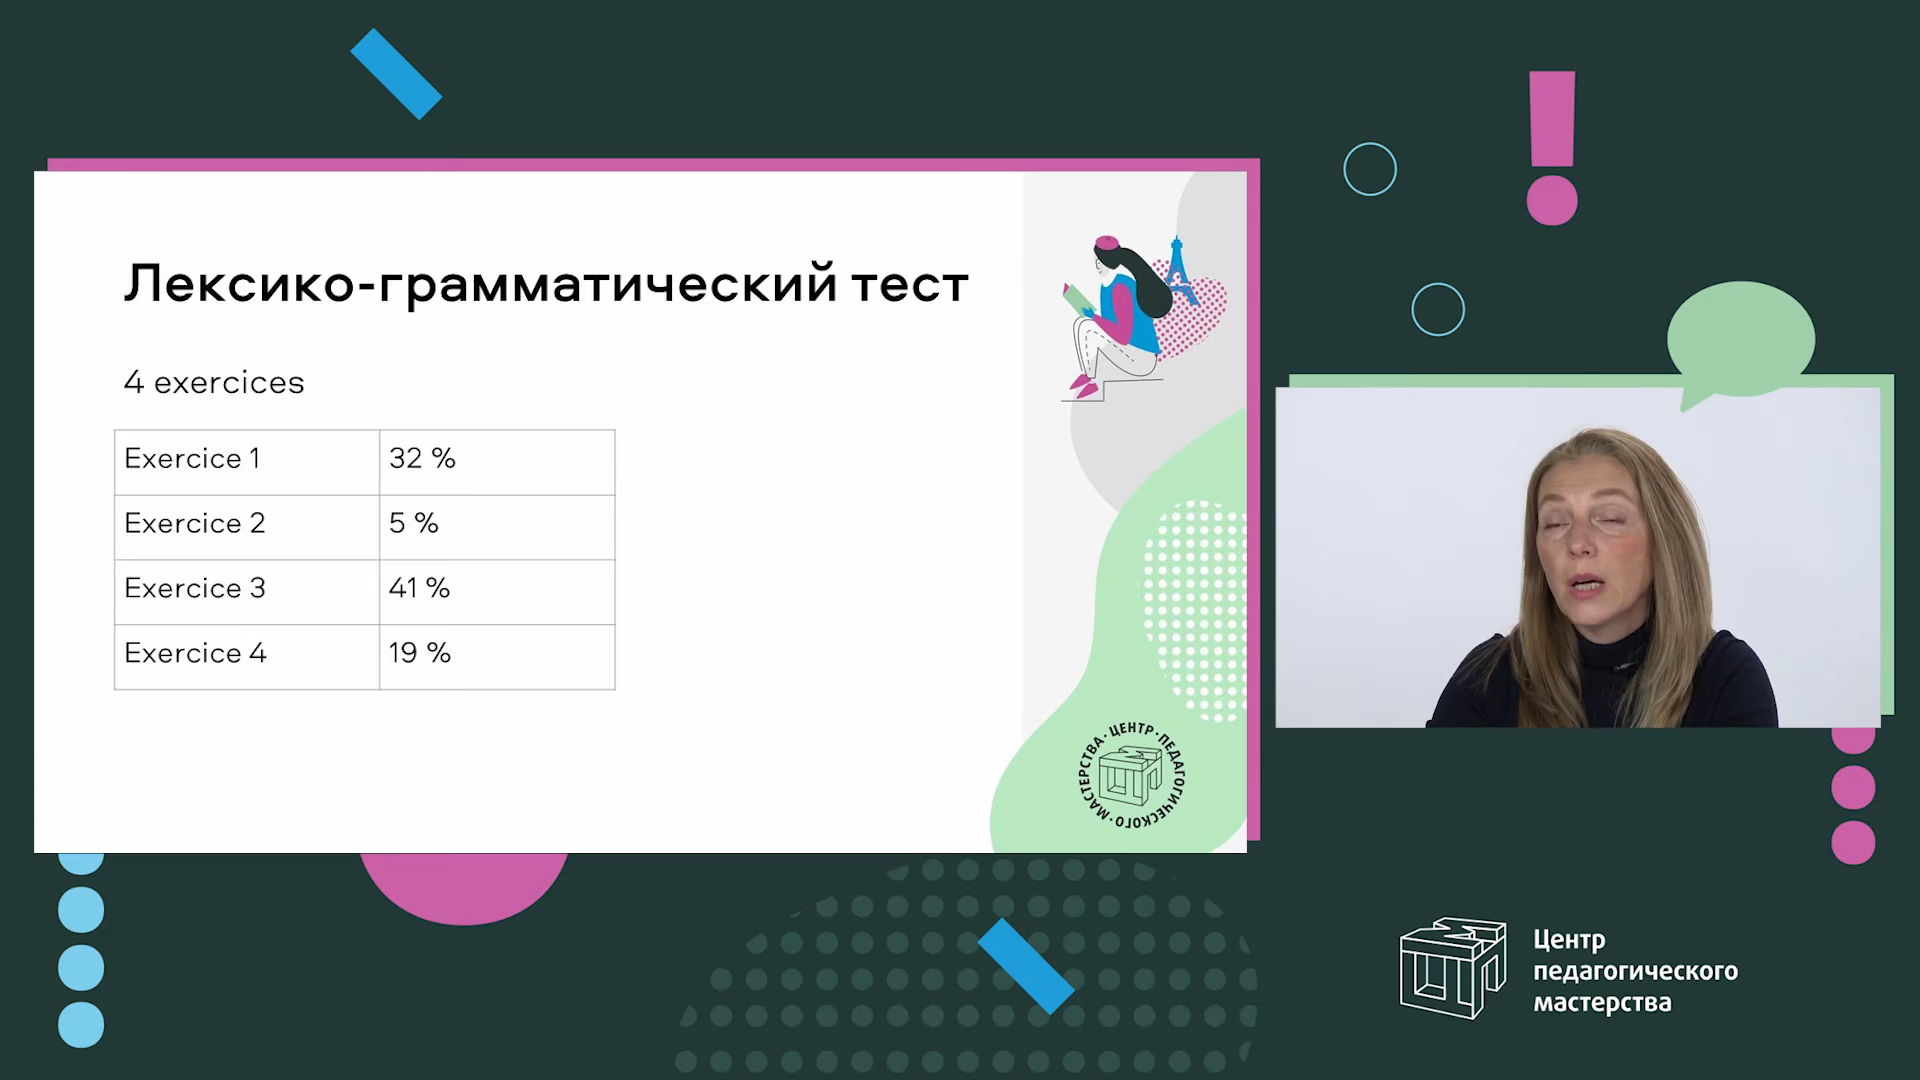 Лексико-грамматический тест
4 exercices
Exercice 1 32 %
Exercice 2 5 %
Exercice 3 41 %
Exercice 4 19 %
ЦЕНТР · ПЕДАГОГИЧЕСКОГО · МАСТЕРСТВА ·
Центр
педагогического
мастерства